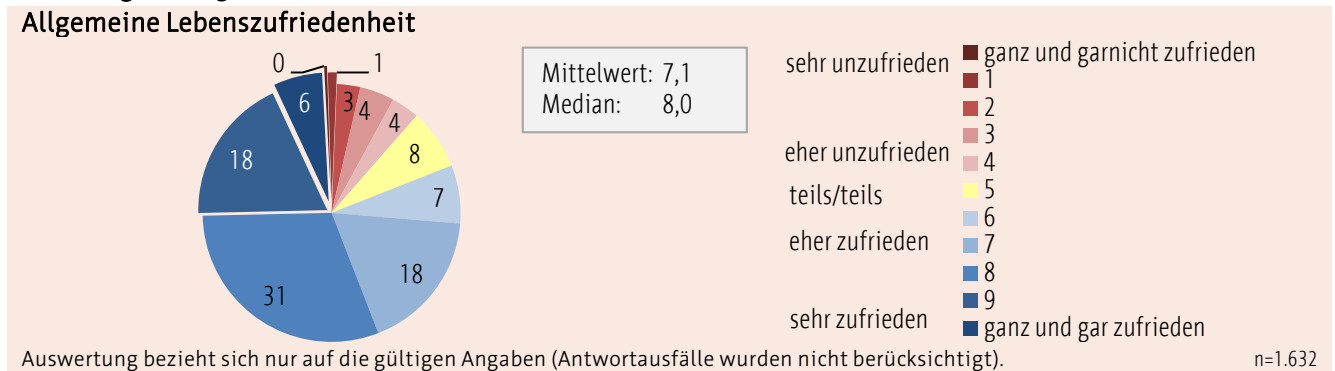 Allgemeine Lebenszufriedenheit
0
1
6
3
4
4
8
18
7
18
31
Mittelwert: 7,1
Median: 8,0
sehr unzufrieden
eher unzufrieden
teils/teils
eher zufrieden
sehr zufrieden
ganz und garnicht zufrieden
1
2
3
4
5
6
7
8
9
ganz und gar zufrieden
Auswertung bezieht sich nur auf die gültigen Angaben (Antwortausfälle wurden nicht berücksichtigt). n=1.632